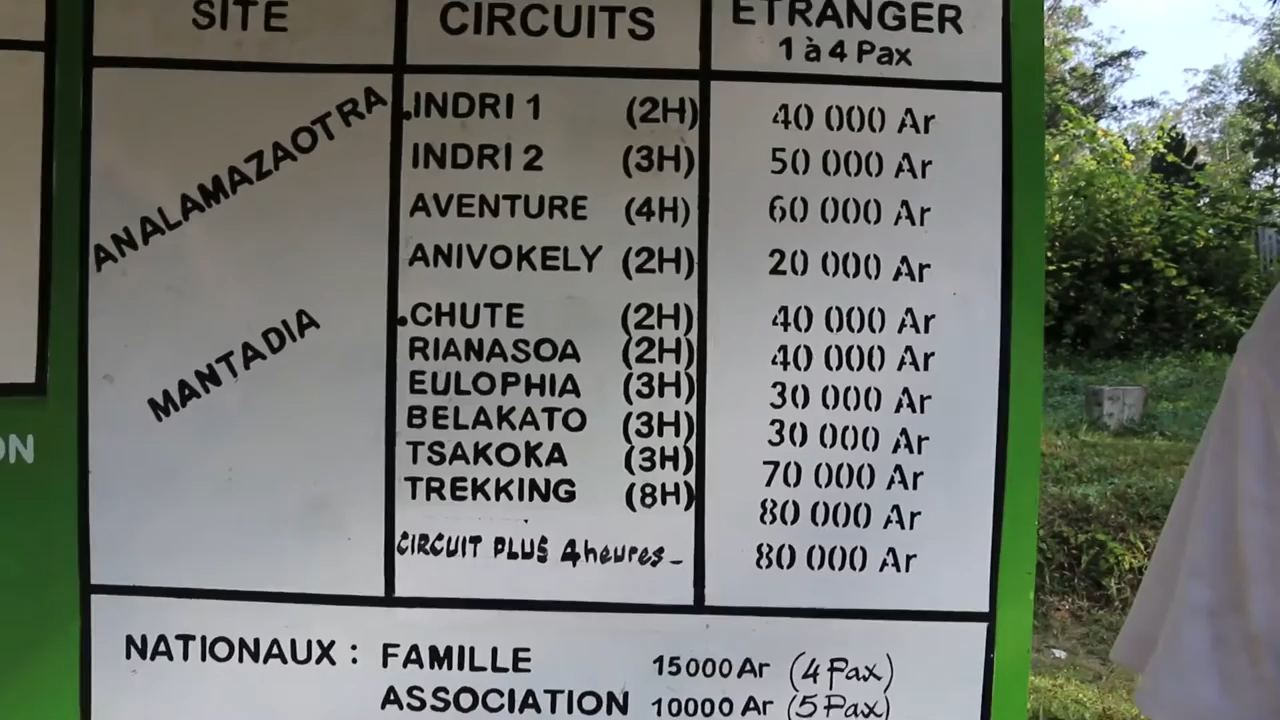 SITE CIRCUITS ETRANGER
1 à 4 Pax
ANALAMAZAOTRA
.INDRI 1 (2H) 40 000 Ar
INDRI 2 (3H) 50 000 Ar
AVENTURE (4H) 60 000 Ar
ANIVOKELY (2H) 20 000 Ar
MANTADIA
.CHUTE (2H) 40 000 Ar
RIANASOA (2H) 40 000 Ar
EULOPHIA (3H) 30 000 Ar
BELAKATO (3H) 30 000 Ar
TSAKOKA (3H) 70 000 Ar
TREKKING (8H) 80 000 Ar
CIRCUIT PLUS 4 heures_ 80 000 Ar
NATIONAUX : FAMILLE 15000 Ar (4 Pax)
ASSOCIATION 10000 Ar (5 Pax)
ON